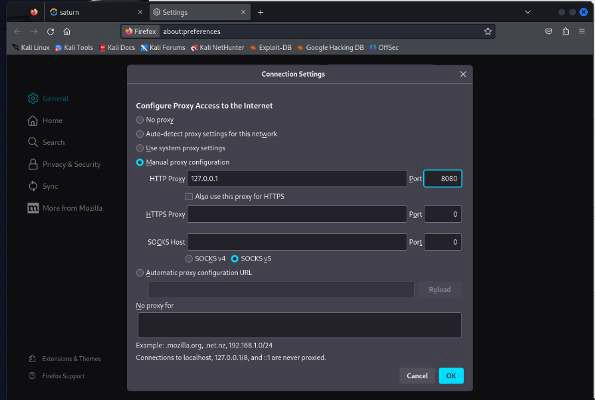 saturn
Settings
Firefox about:preferences
Kali Linux Kali Tools Kali Docs Kali Forums Kali NetHunter Exploit-DB Google Hacking DB OffSec
Connection Settings
General
Home
Search
Privacy & Security
Sync
More from Mozilla
Extensions & Themes
Firefox Support
Configure Proxy Access to the Internet
No proxy
Auto-detect proxy settings for this network
Use system proxy settings
Manual proxy configuration
HTTP Proxy 127.0.0.1 Port 8080
Also use this proxy for HTTPS
HTTPS Proxy Port 0
SOCKS Host Port 0
SOCKS v4 SOCKS v5
Automatic proxy configuration URL
Reload
No proxy for
Example: .mozilla.org, .net.nz, 192.168.1.0/24
Connections to localhost, 127.0.0.1/8, and ::1 are never proxied.
Cancel OK